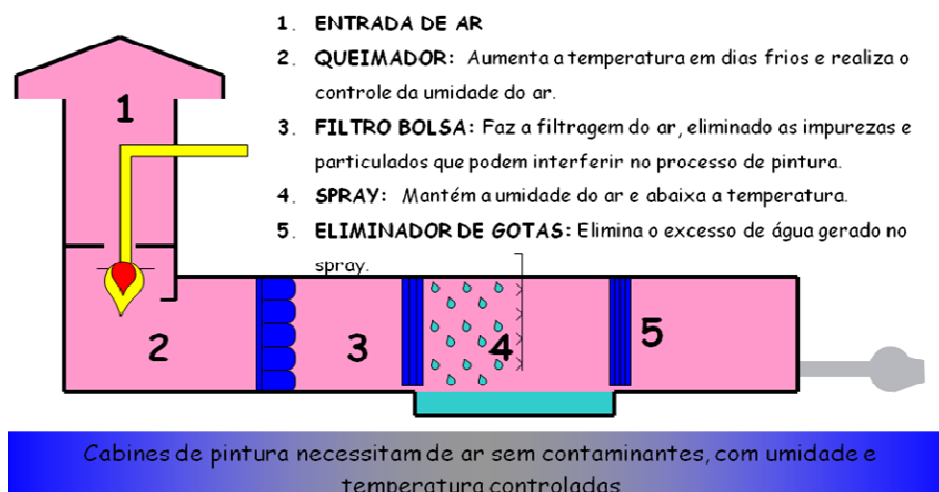 1. ENTRADA DE AR
2. QUEIMADOR: Aumenta a temperatura em dias frios e realiza o
controle da umidade do ar.
3. FILTRO BOLSA: Faz a filtragem do ar, eliminado as impurezas e
particulados que podem interferir no processo de pintura.
4. SPRAY: Mantém a umidade do ar e abaixa a temperatura.
5. ELIMINADOR DE GOTAS: Elimina o excesso de água gerado no
spray.
1
2
3
4
5
Cabines de pintura necessitam de ar sem contaminantes, com umidade e
temperatura controladas